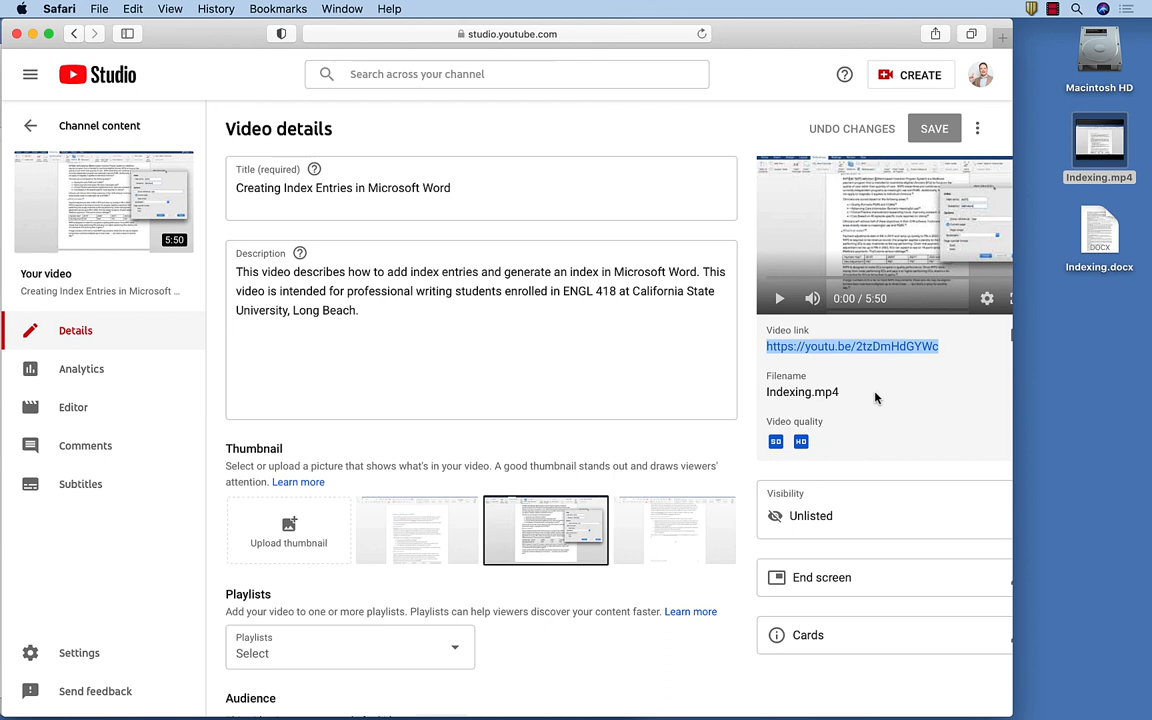 Safari File Edit View History Bookmarks Window Help
studio.youtube.com
Studio
Search across your channel
CREATE
Macintosh HD
Indexing.mp4
DOCX
Indexing.docx
Channel content
5:50
Your video
Creating Index Entries in Microsoft ...
Details
Analytics
Editor
Comments
Subtitles
Settings
Send feedback
Video details
UNDO CHANGES
SAVE
Title (required)
Creating Index Entries in Microsoft Word
Description
This video describes how to add index entries and generate an index in Microsoft Word. This
video is intended for professional writing students enrolled in ENGL 418 at California State
University, Long Beach.
Thumbnail
Select or upload a picture that shows what's in your video. A good thumbnail stands out and draws viewers'
attention. Learn more
Upload thumbnail
Playlists
Add your video to one or more playlists. Playlists can help viewers discover your content faster. Learn more
Playlists
Select
Audience
0:00 / 5:50
Video link
https://youtu.be/2tzDmHdGYWc
Filename
Indexing.mp4
Video quality
SD HD
Visibility
Unlisted
End screen
Cards